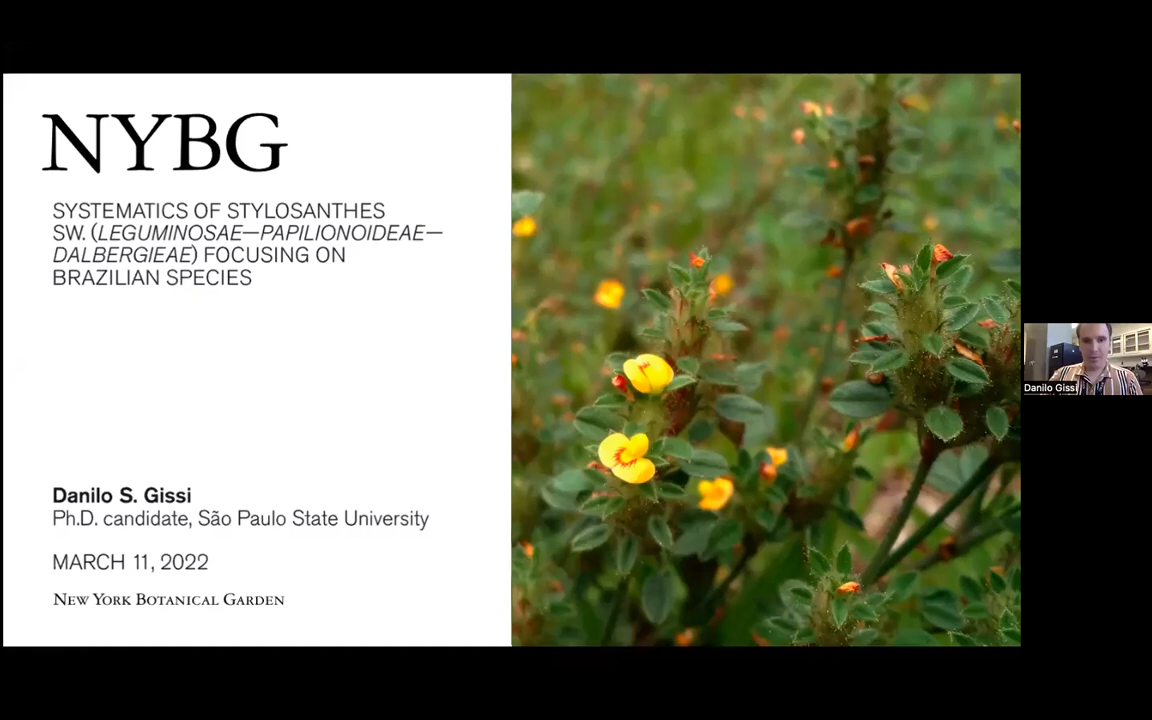 NYBG
SYSTEMATICS OF STYLOSANTHES
SW. (LEGUMINOSAE—PAPILIONOIDEAE—
DALBERGIEAE) FOCUSING ON
BRAZILIAN SPECIES
Danilo S. Gissi
Ph.D. candidate, São Paulo State University
MARCH 11, 2022
NEW YORK BOTANICAL GARDEN
Danilo Gissi